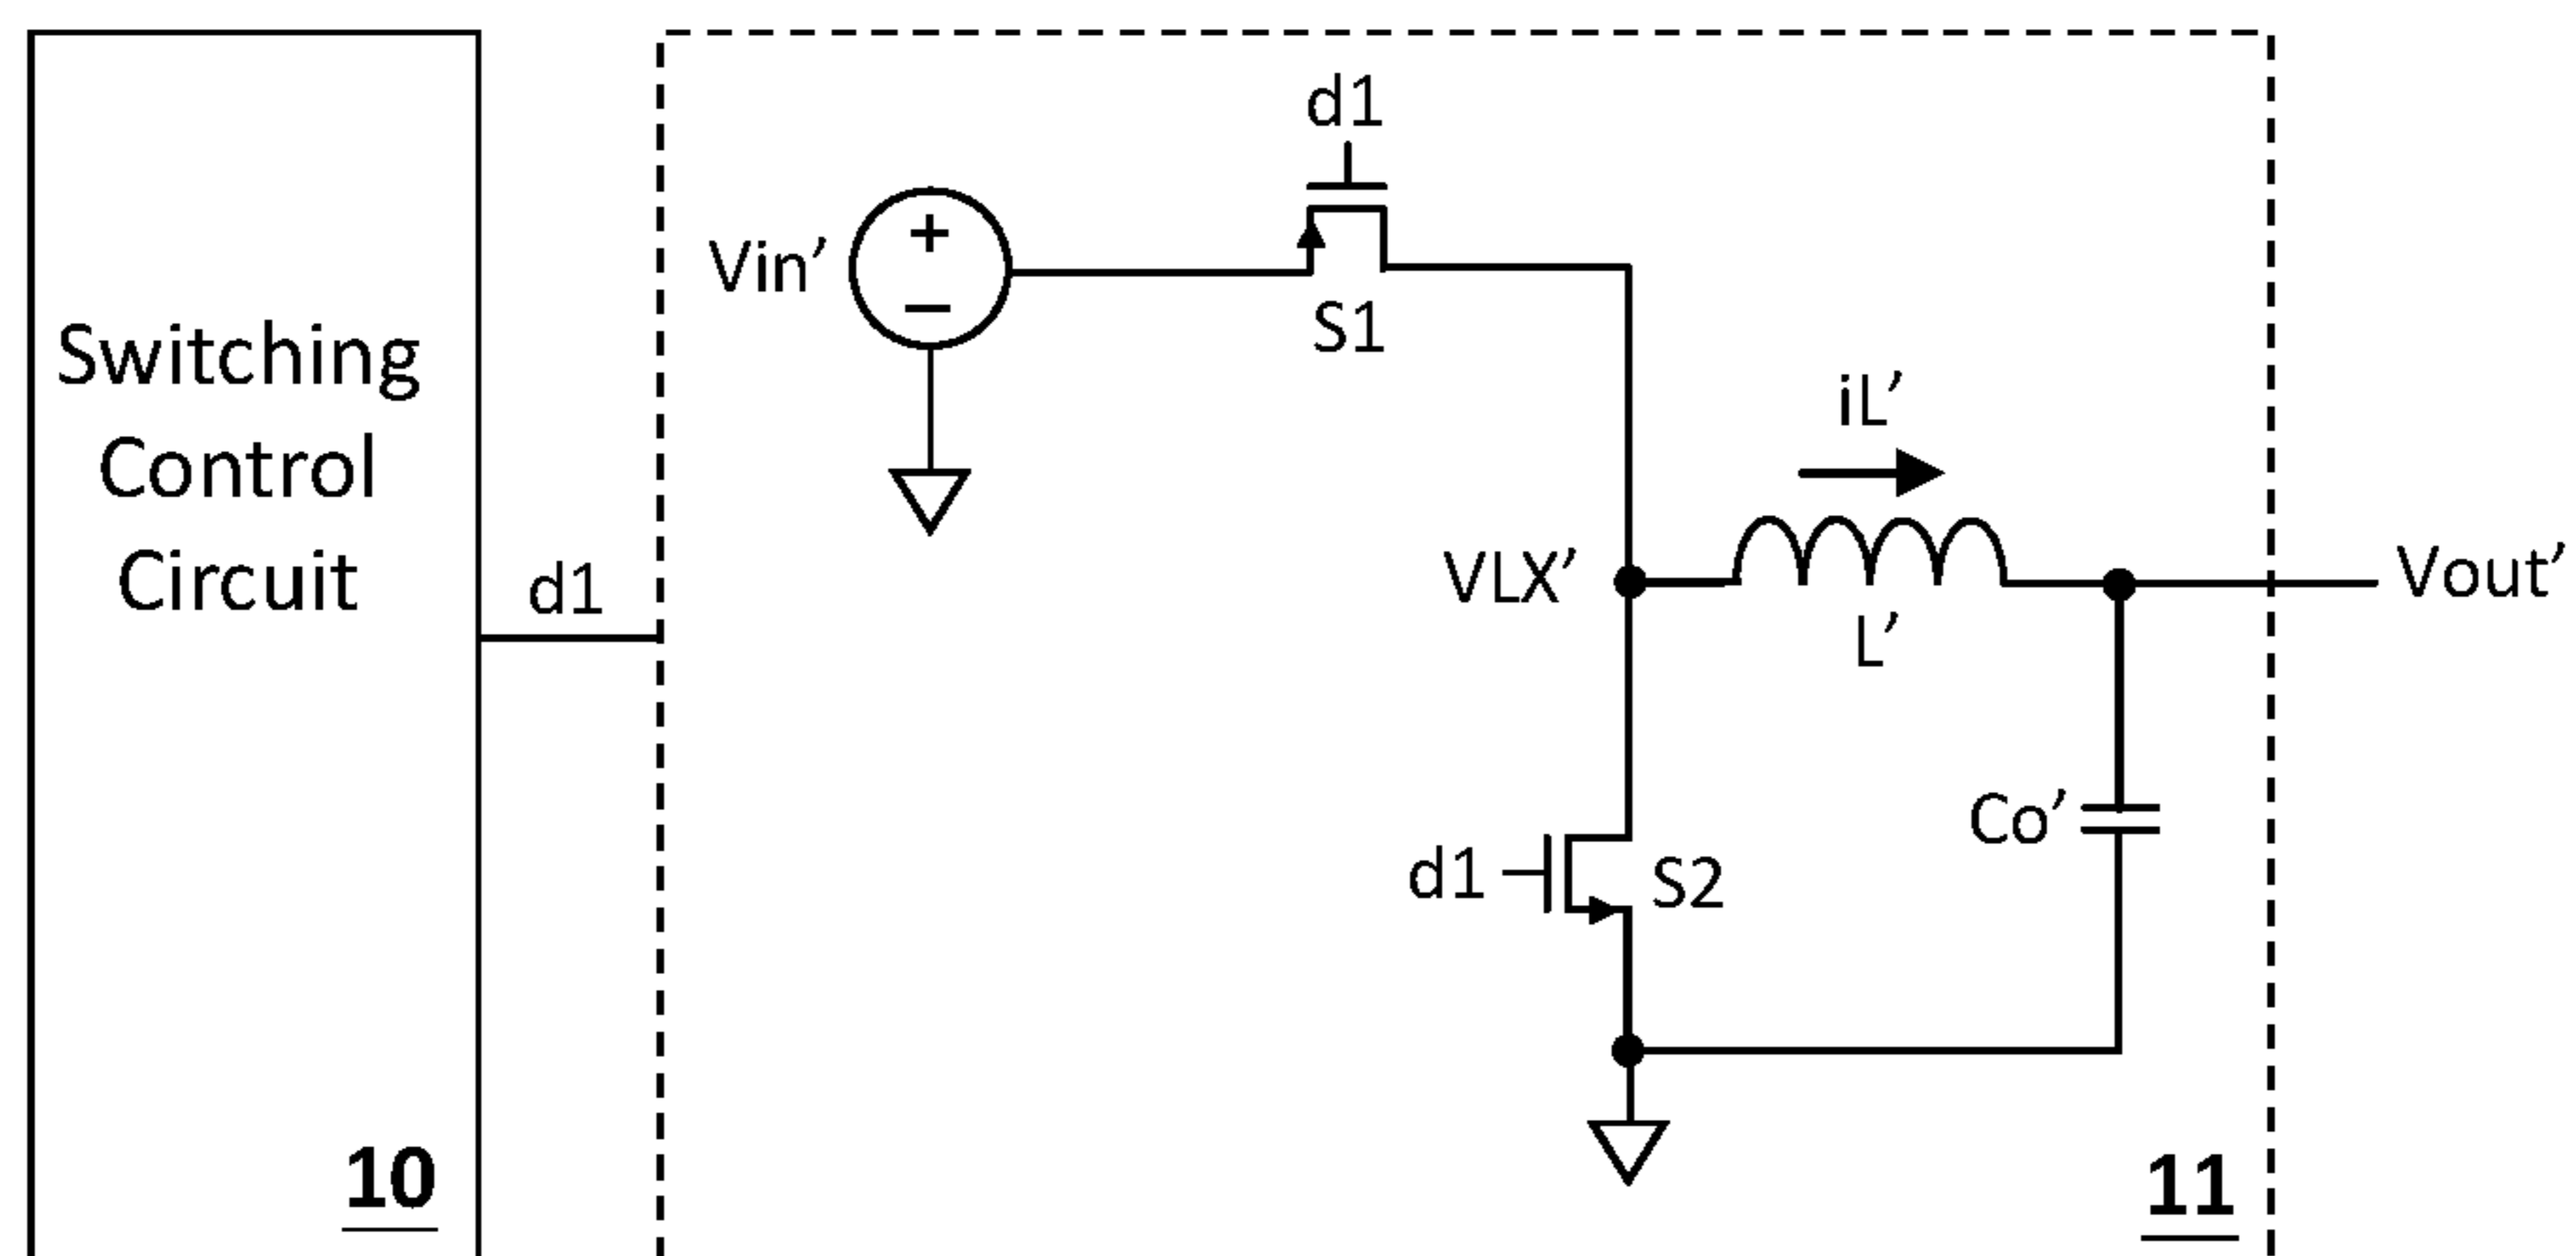 Switching
Control
Circuit
10
d1
d1
Vin’
+
−
S1
iL’
VLX’
L’
Vout’
d1
S2
Co’
11